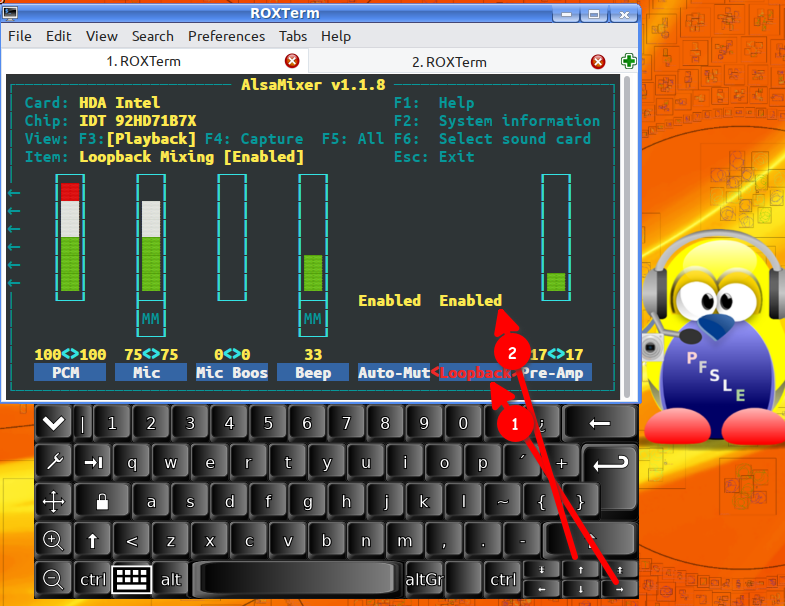 ROXTerm
File Edit View Search Preferences Tabs Help
1. ROXTerm
2. ROXTerm
AlsaMixer v1.1.8
Card: HDA Intel F1: Help
Chip: IDT 92HD71B7X F2: System information
View: F3:[Playback] F4: Capture F5: All F6: Select sound card
Item: Loopback Mixing [Enabled] Esc: Exit
MM MM
Enabled Enabled
100<>100 75<>75 0<>0 33 17<>17
PCM Mic Mic Boos Beep Auto-Mut <Loopback Pre-Amp
2
1
PFSLE
| 1 2 3 4 5 6 7 8 9 0 ¿ ←
q w e r t y u i o p ´ +
a s d f g h j k l ~ { }
< z x c v b n m , . -
ctrl alt altGr ctrl